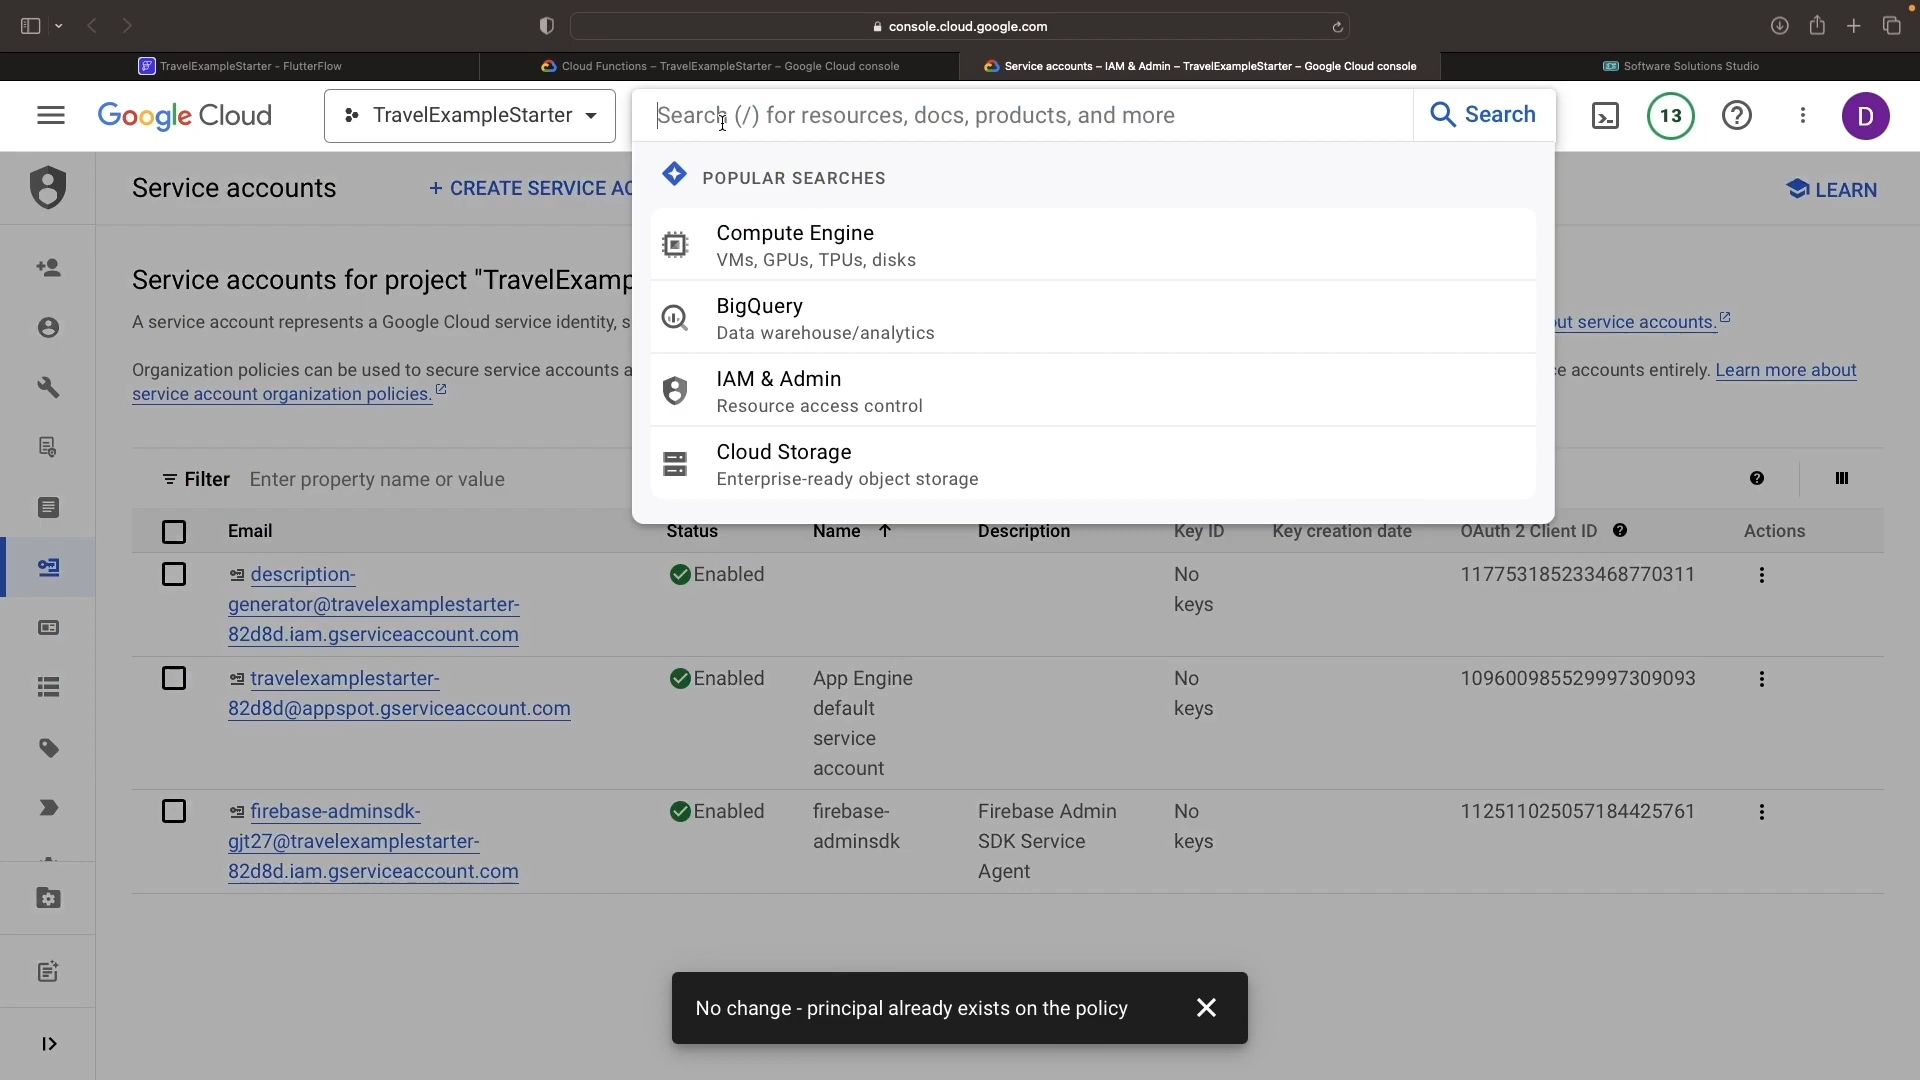 console.cloud.google.com
TravelExampleStarter - FlutterFlow
Cloud Functions – TravelExampleStarter – Google Cloud console
Service accounts – IAM & Admin – TravelExampleStarter – Google Cloud console
Software Solutions Studio
Google Cloud
TravelExampleStarter
Search (/) for resources, docs, products, and more
Search
13
D
Service accounts
+ CREATE SERVICE AC
LEARN
POPULAR SEARCHES
Compute Engine
VMs, GPUs, TPUs, disks
BigQuery
Data warehouse/analytics
IAM & Admin
Resource access control
Cloud Storage
Enterprise-ready object storage
Service accounts for project "TravelExamp
A service account represents a Google Cloud service identity, s
out service accounts.
Organization policies can be used to secure service accounts a
e accounts entirely. Learn more about
service account organization policies.
Filter Enter property name or value
Email Status Name Description Key ID Key creation date OAuth 2 Client ID Actions
description-
generator@travelexamplestarter-
82d8d.iam.gserviceaccount.com
Enabled
No
keys
117753185233468770311
travelexamplestarter-
82d8d@appspot.gserviceaccount.com
Enabled
App Engine
default
service
account
No
keys
109600985529997309093
firebase-adminsdk-
gjt27@travelexamplestarter-
82d8d.iam.gserviceaccount.com
Enabled
firebase-
adminsdk
Firebase Admin
SDK Service
Agent
No
keys
112511025057184425761
No change - principal already exists on the policy